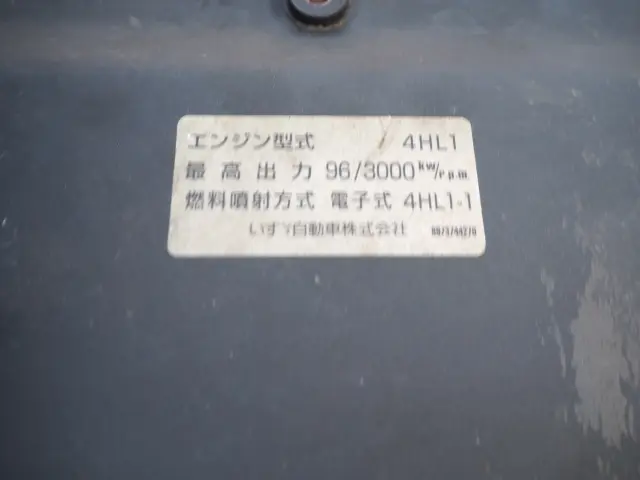 エンジン型式 4HL1
最高出力 96/3000 kw/r.p.m
燃料噴射方式 電子式 4HL1-1
いすゞ自動車株式会社